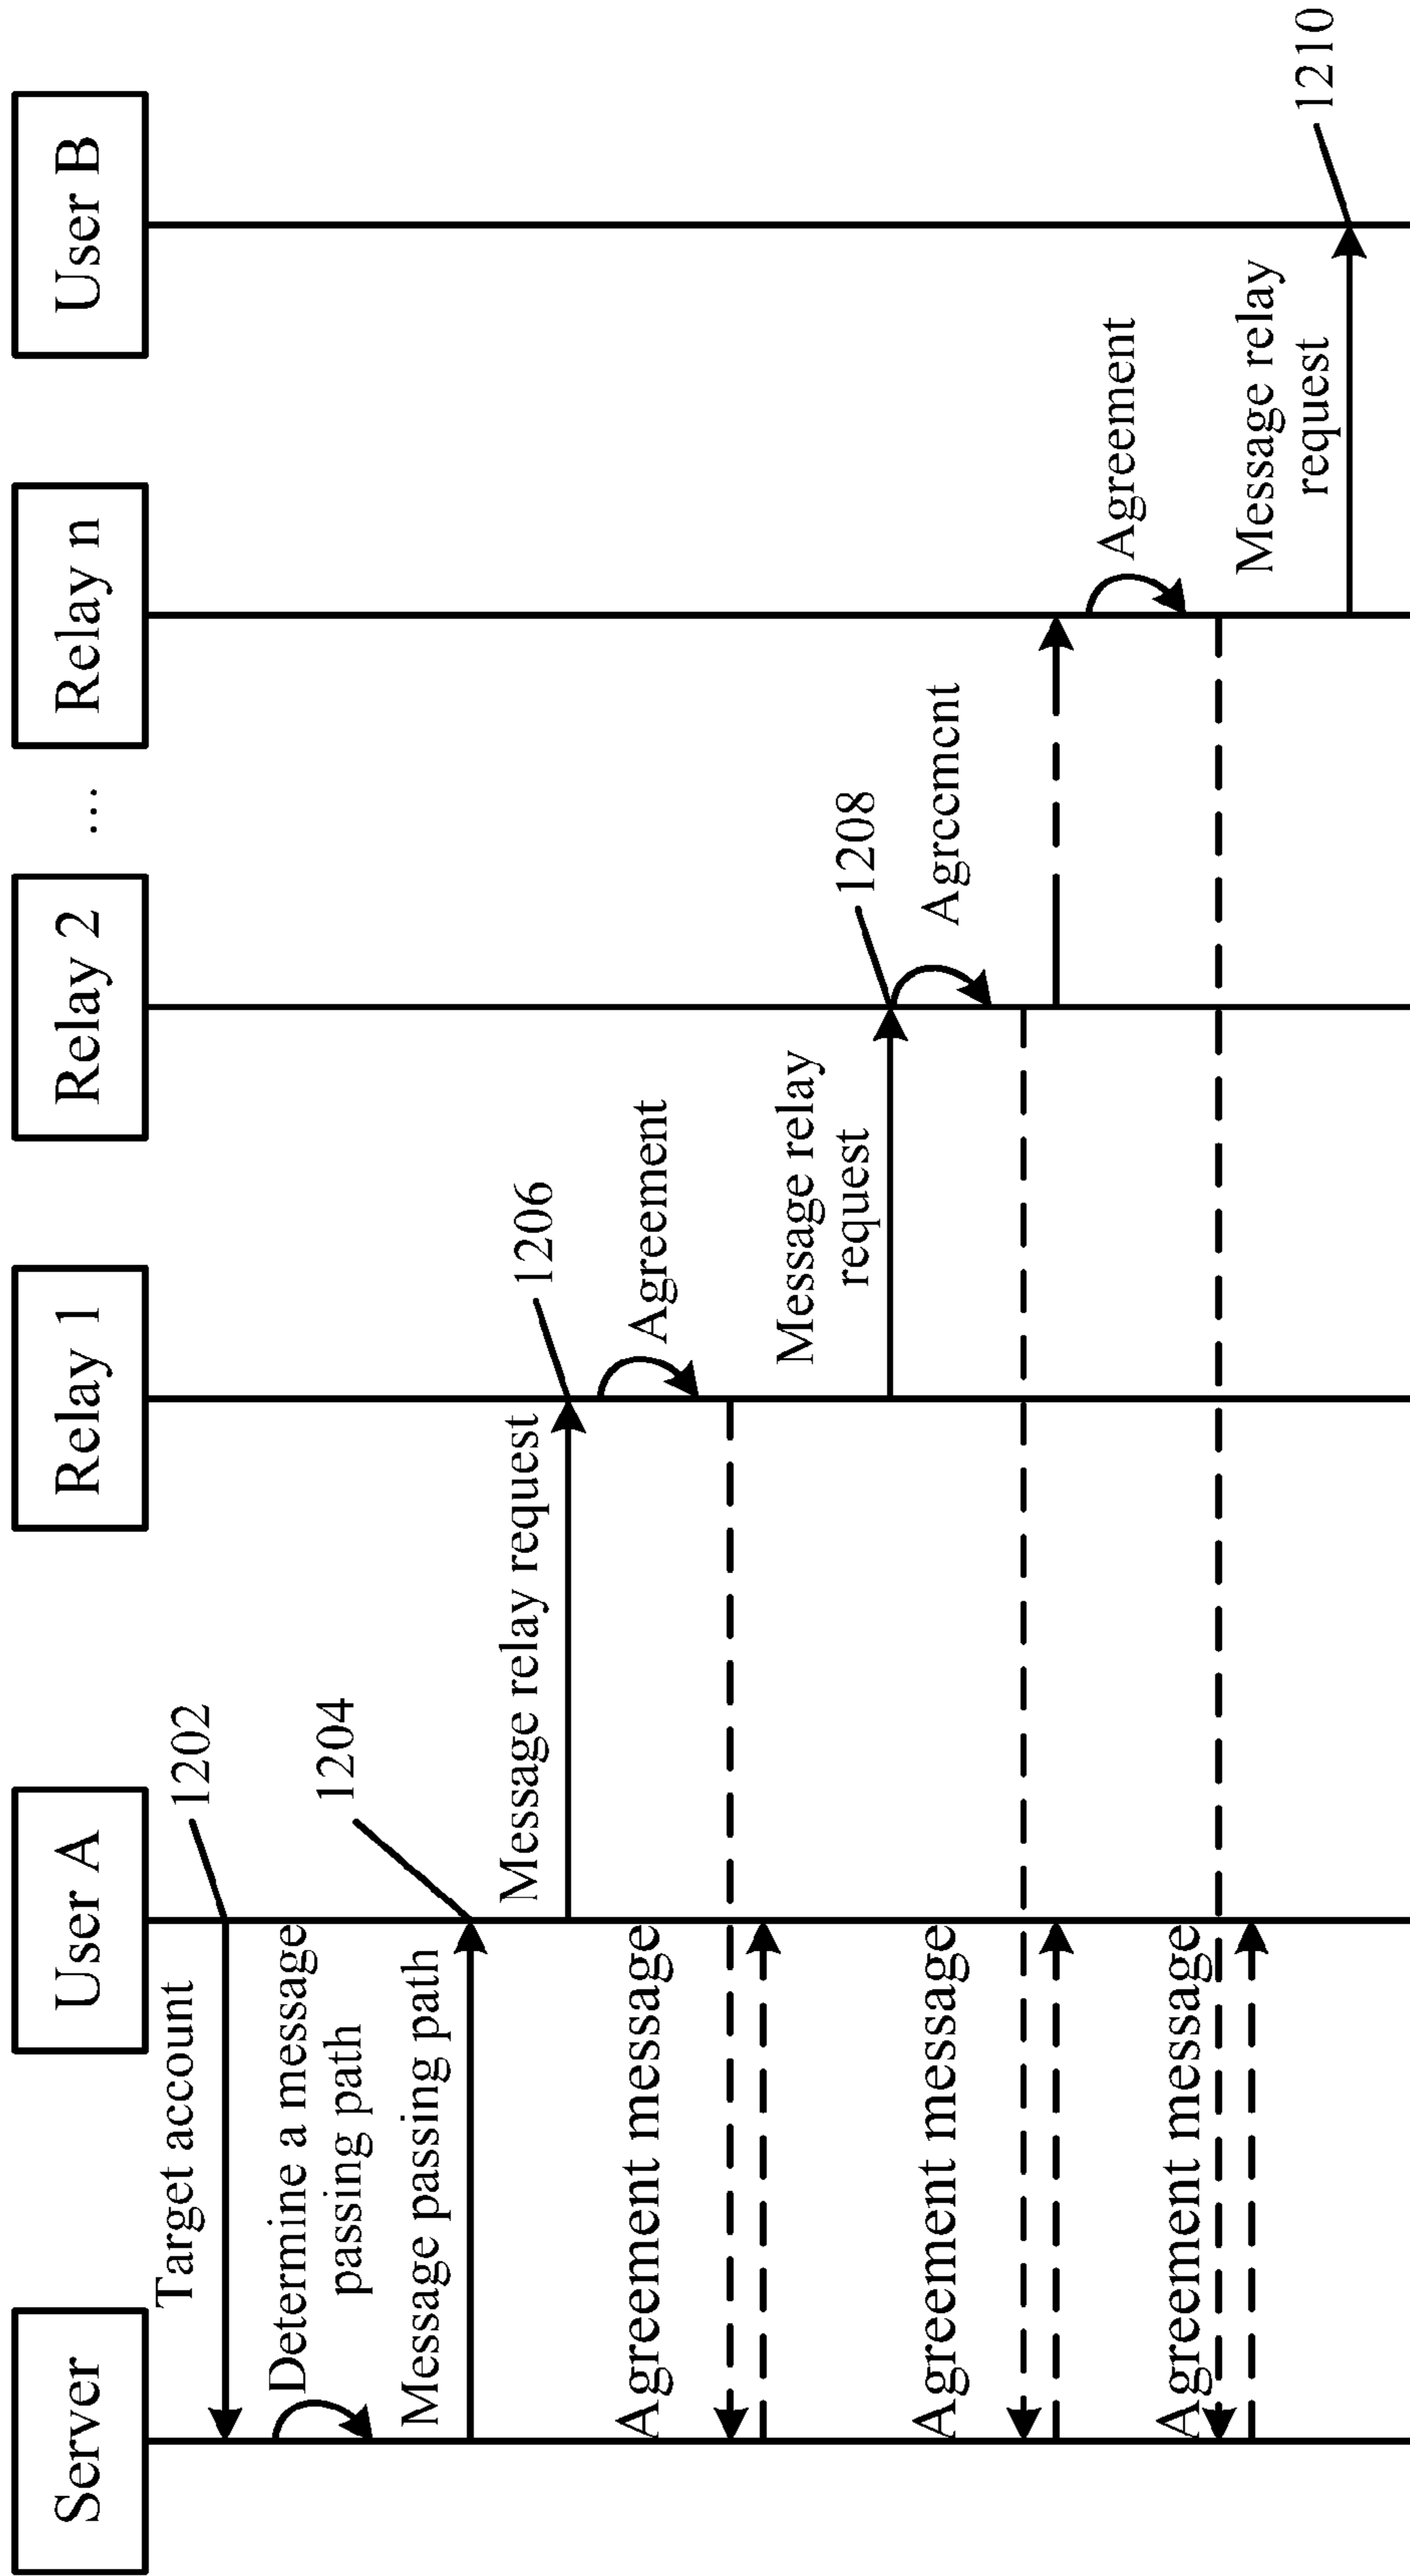 Server
User A
Relay 1
Relay 2
...
Relay n
User B
Target account
1202
Determine a message
passing path
1204
Message passing path
Message relay request
1206
Agreement
Agreement message
Message relay
request
1208
Agreement
Agreement message
Agreement
Agreement message
Message relay
request
1210